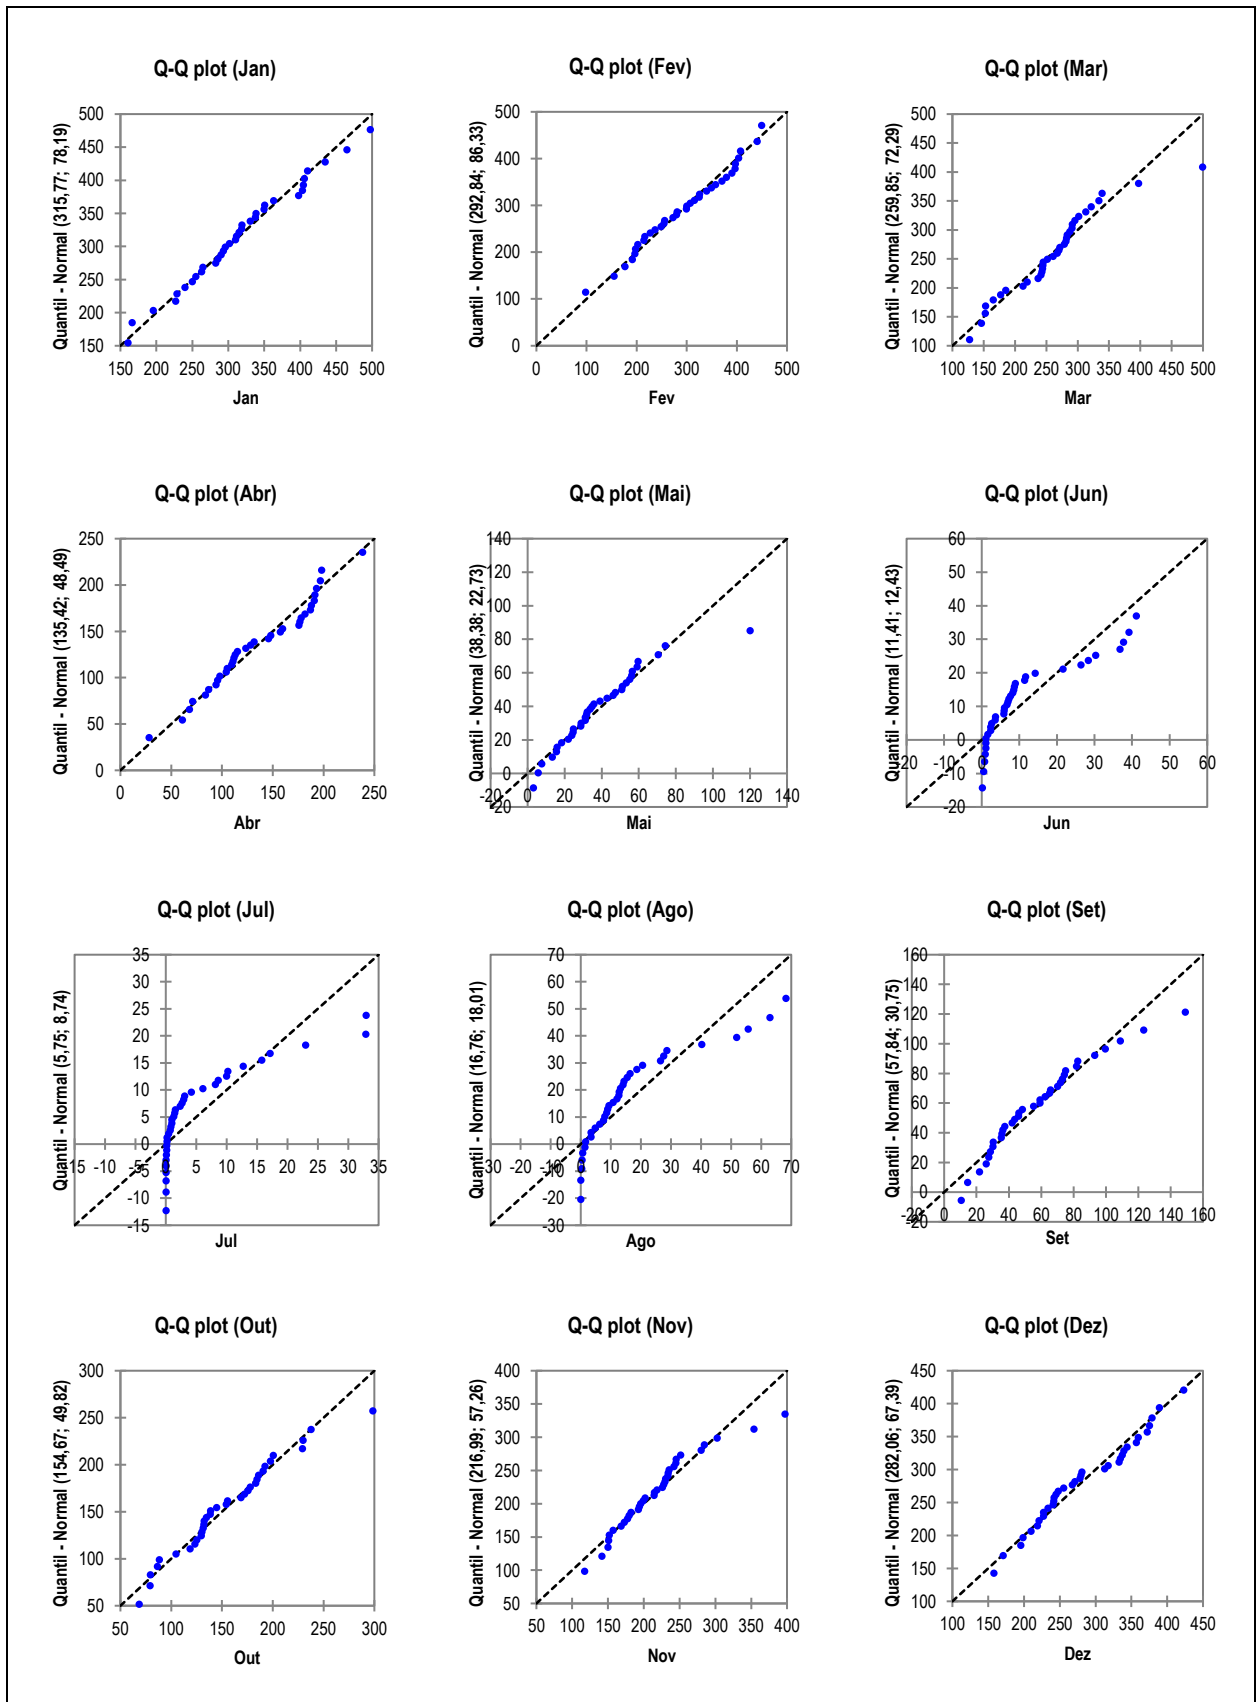 Q-Q plot (Jan)
Quantil - Normal (315,77; 78,19)
500
450
400
350
300
250
200
150
150 200 250 300 350 400 450 500
Jan
Q-Q plot (Fev)
Quantil - Normal (292,84; 86,33)
500
400
300
200
100
0
0 100 200 300 400 500
Fev
Q-Q plot (Mar)
Quantil - Normal (259,85; 72,29)
500
450
400
350
300
250
200
150
100
100 150 200 250 300 350 400 450 500
Mar
Q-Q plot (Abr)
Quantil - Normal (135,42; 48,49)
250
200
150
100
50
0
0 50 100 150 200 250
Abr
Q-Q plot (Mai)
Quantil - Normal (38,38; 22,73)
140
120
100
80
60
40
20
0
-20
-20 0 20 40 60 80 100 120 140
Mai
Q-Q plot (Jun)
Quantil - Normal (11,41; 12,43)
60
50
40
30
20
10
0
-10
-20
-20 -10 0 10 20 30 40 50 60
Jun
Q-Q plot (Jul)
Quantil - Normal (5,75; 8,74)
35
30
25
20
15
10
5
0
-5
-10
-15
-15 -10 -5 0 5 10 15 20 25 30 35
Jul
Q-Q plot (Ago)
Quantil - Normal (16,76; 18,01)
70
60
50
40
30
20
10
0
-10
-20
-30
-30 -20 -10 0 10 20 30 40 50 60 70
Ago
Q-Q plot (Set)
Quantil - Normal (57,84; 30,75)
160
140
120
100
80
60
40
20
0
-20
-20 0 20 40 60 80 100 120 140 160
Set
Q-Q plot (Out)
Quantil - Normal (154,67; 49,82)
300
250
200
150
100
50
50 100 150 200 250 300
Out
Q-Q plot (Nov)
Quantil - Normal (216,99; 57,26)
400
350
300
250
200
150
100
50
50 100 150 200 250 300 350 400
Nov
Q-Q plot (Dez)
Quantil - Normal (282,06; 67,39)
450
400
350
300
250
200
150
100
100 150 200 250 300 350 400 450
Dez